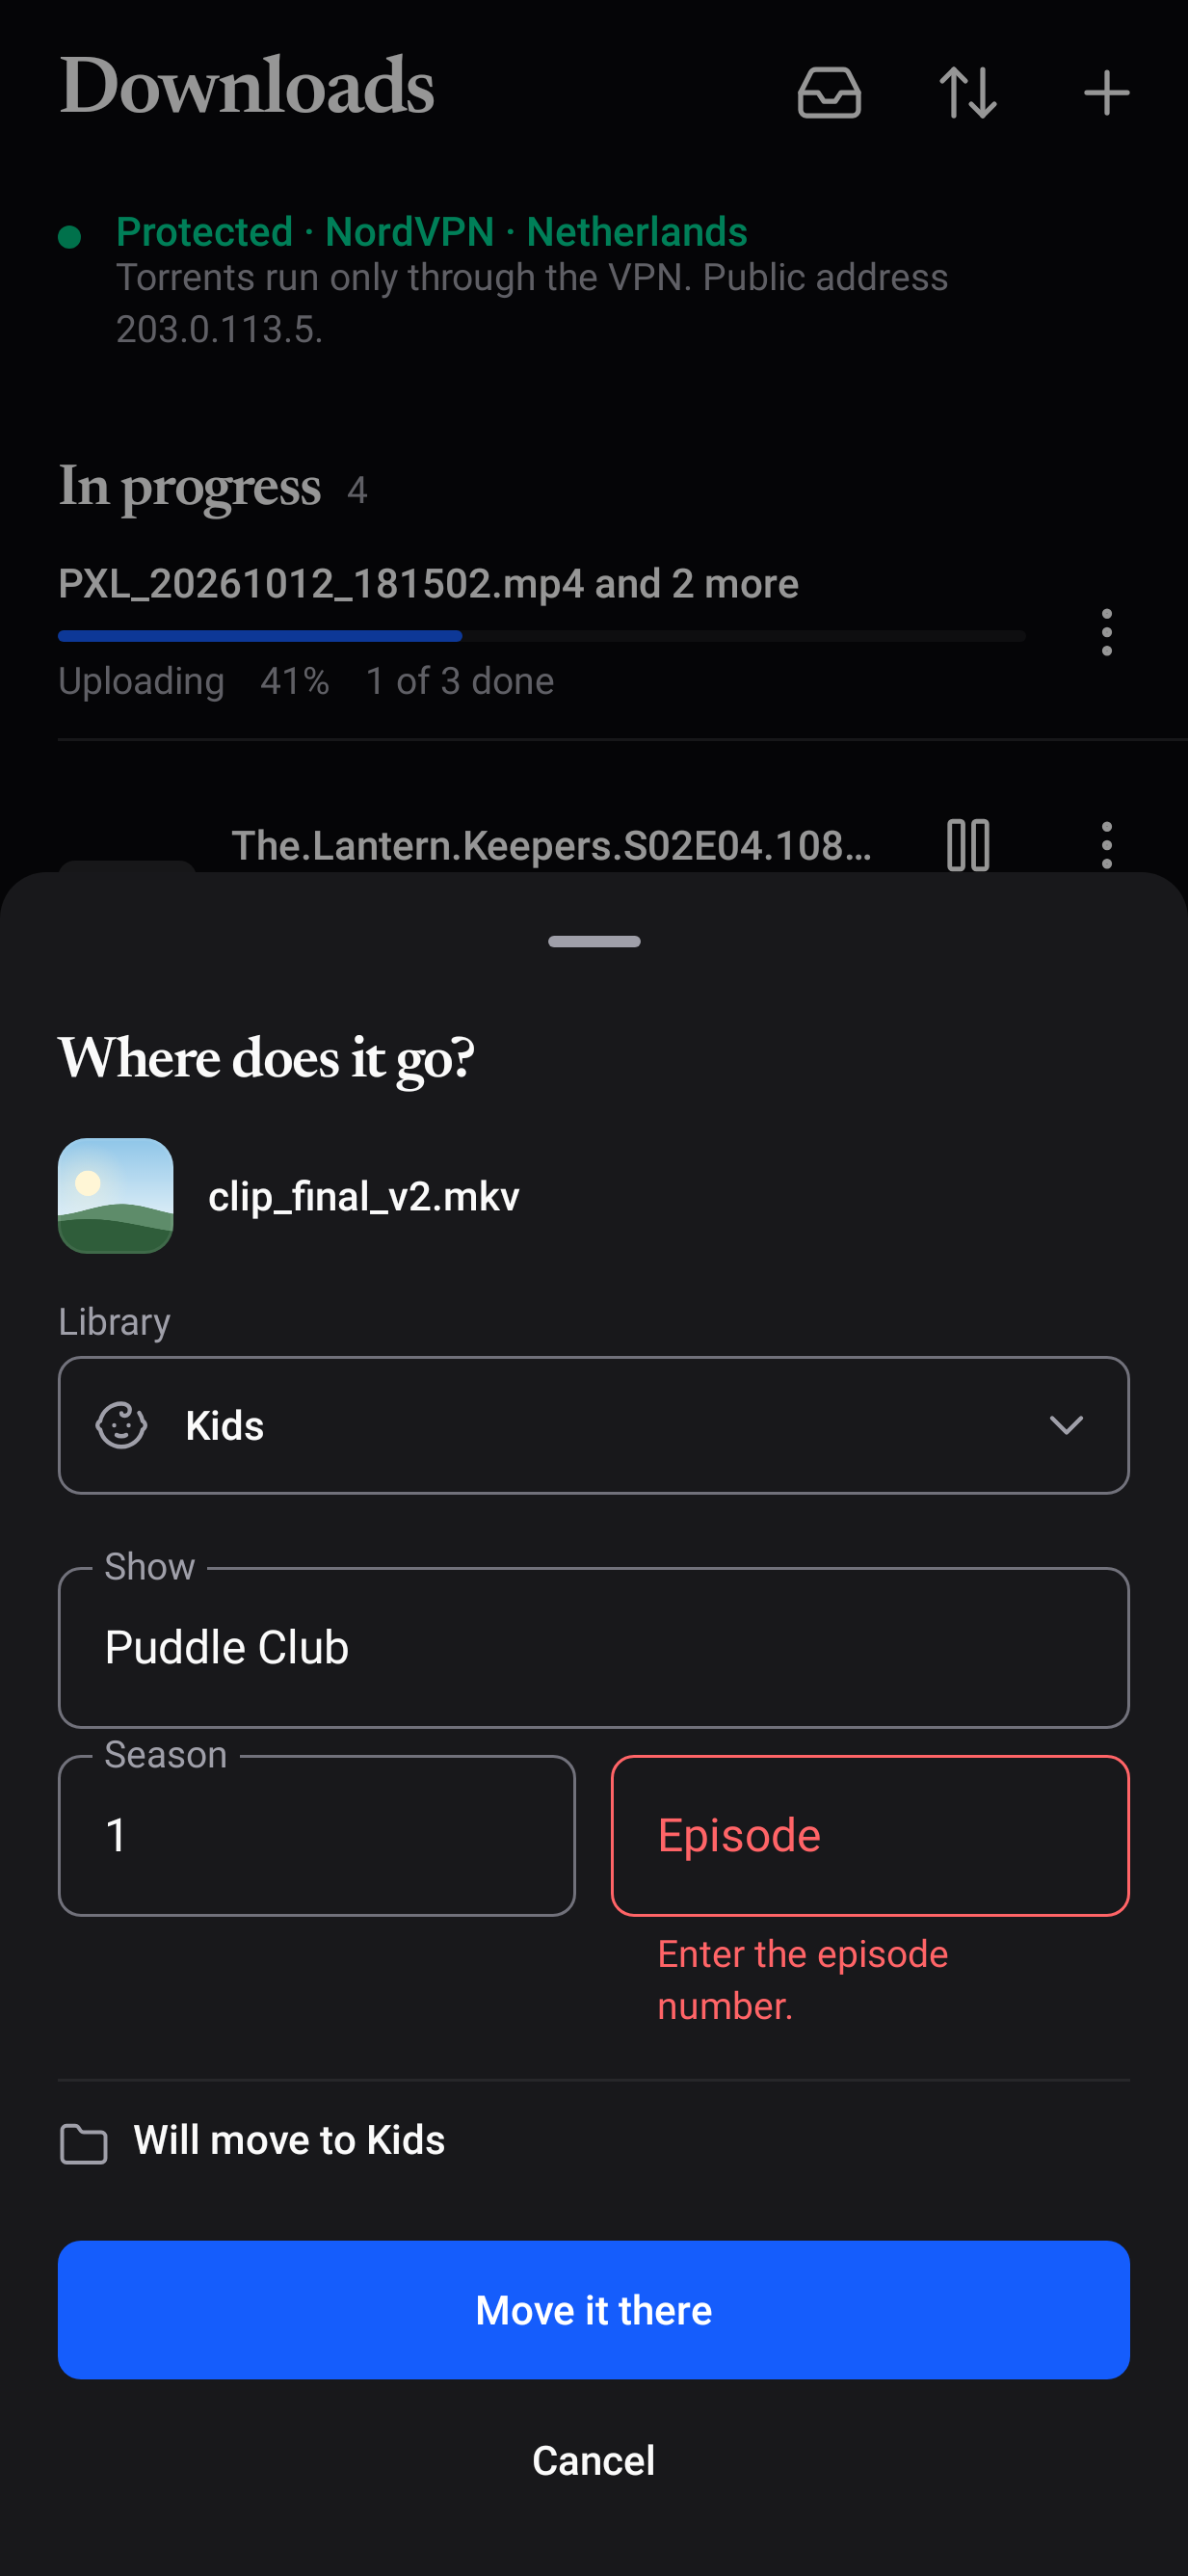 Downloads
Protected · NordVPN · Netherlands
Torrents run only through the VPN. Public address
203.0.113.5.
In progress 4
PXL_20261012_181502.mp4 and 2 more
Uploading 41% 1 of 3 done
The.Lantern.Keepers.S02E04.108…
Where does it go?
clip_final_v2.mkv
Library
Kids
Show
Puddle Club
Season
1
Episode
Enter the episode
number.
Will move to Kids
Move it there
Cancel